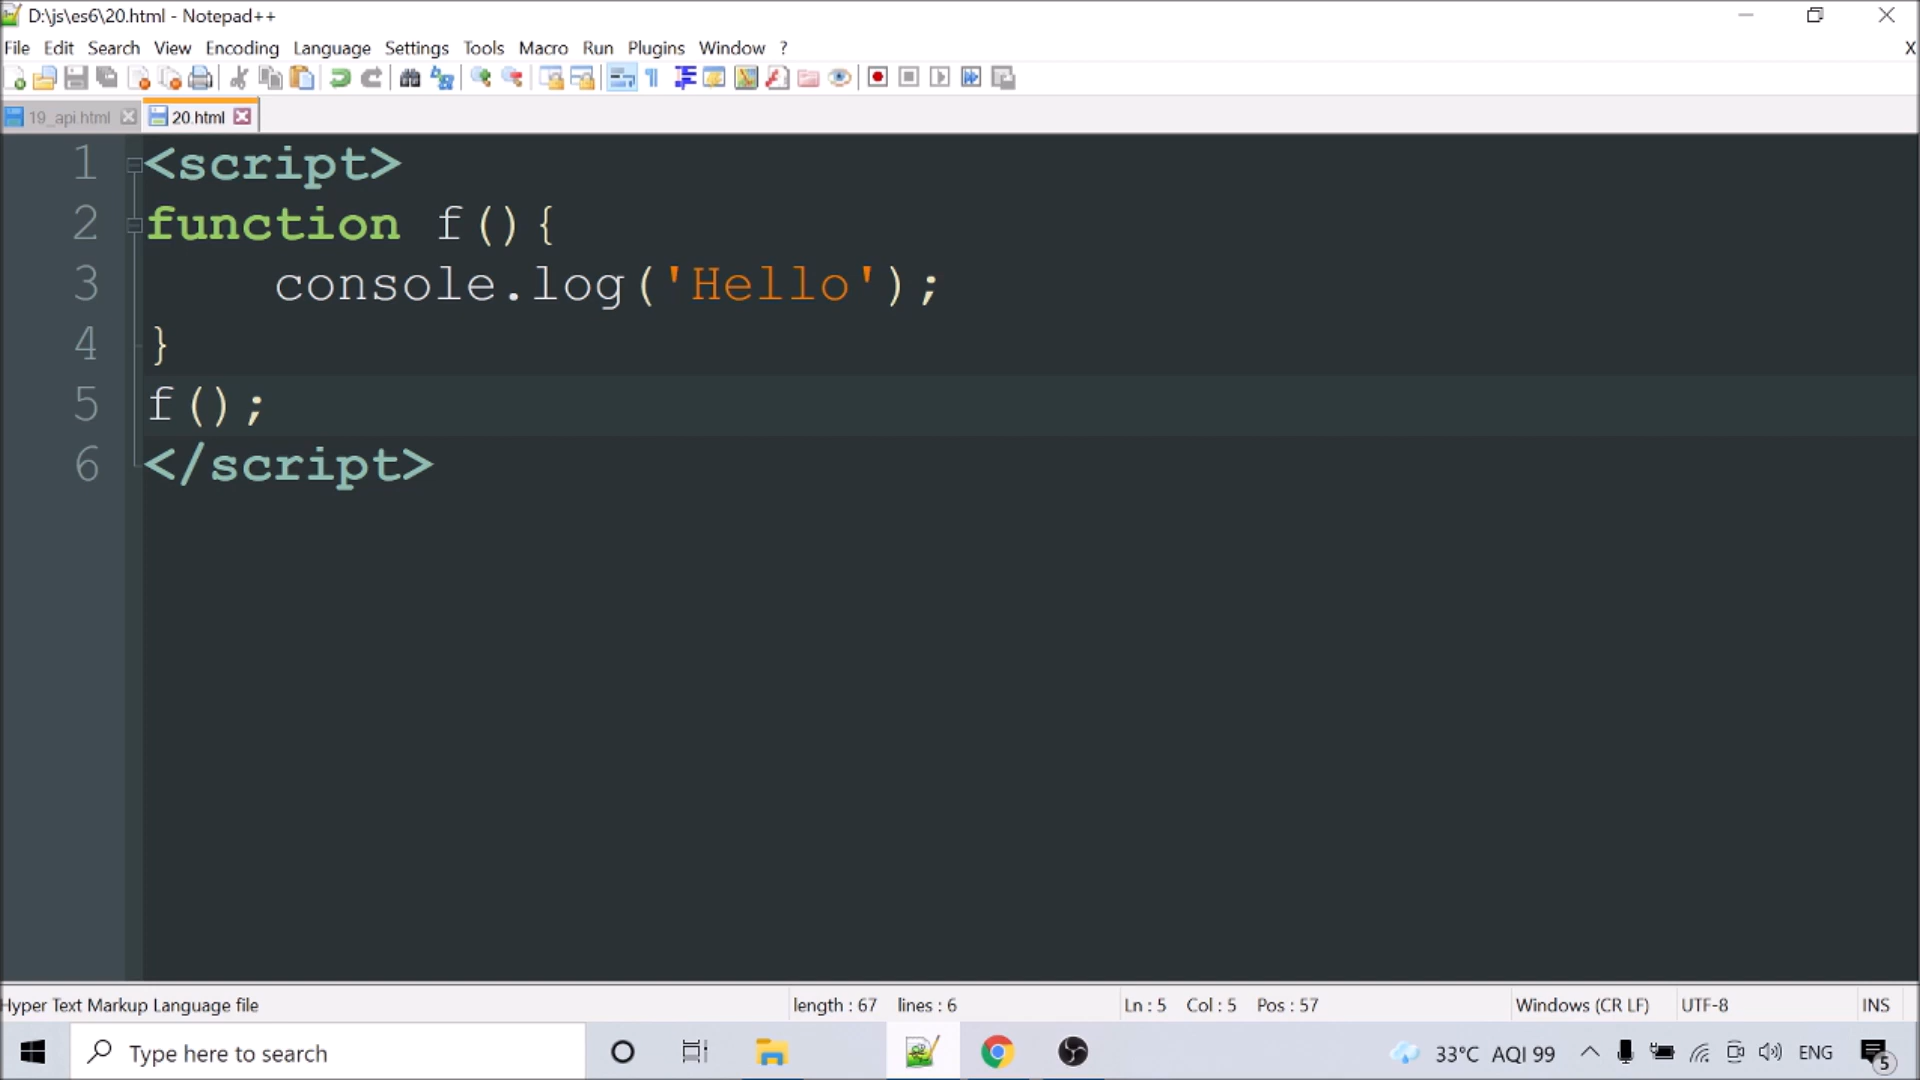 D:\js\es6\20.html - Notepad++
File Edit Search View Encoding Language Settings Tools Macro Run Plugins Window ? X
19_api.html 20.html
1 <script>
2 function f(){
3 console.log('Hello');
4 }
5 f();
6 </script>
Hyper Text Markup Language file length : 67 lines : 6 Ln : 5 Col : 5 Pos : 57 Windows (CR LF) UTF-8 INS
Type here to search 33°C AQI 99 ENG 5